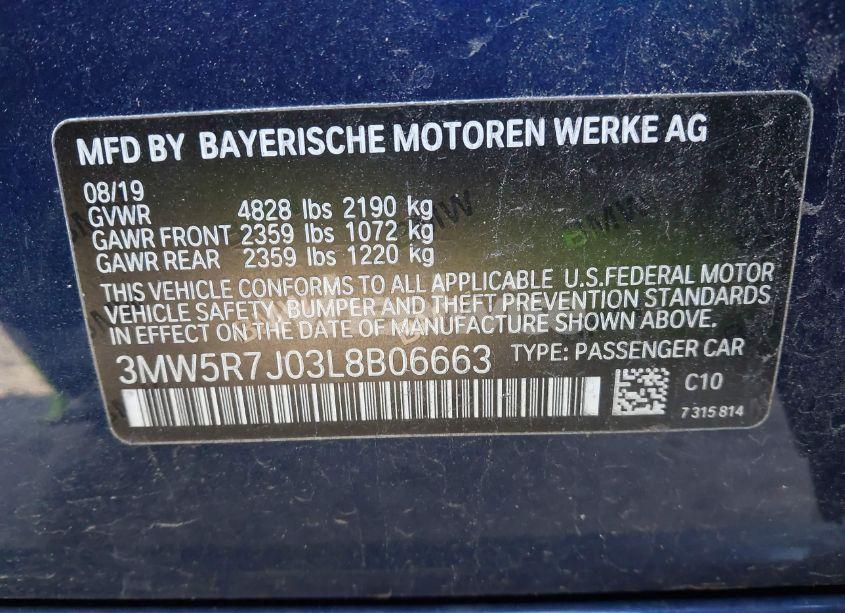 MFD BY BAYERISCHE MOTOREN WERKE AG
08/19
GVWR 4828 lbs 2190 kg
GAWR FRONT 2359 lbs 1072 kg
GAWR REAR 2359 lbs 1220 kg
THIS VEHICLE CONFORMS TO ALL APPLICABLE U.S.FEDERAL MOTOR
VEHICLE SAFETY, BUMPER AND THEFT PREVENTION STANDARDS
IN EFFECT ON THE DATE OF MANUFACTURE SHOWN ABOVE.
3MW5R7J03L8B06663 TYPE: PASSENGER CAR
C10
7 315 814